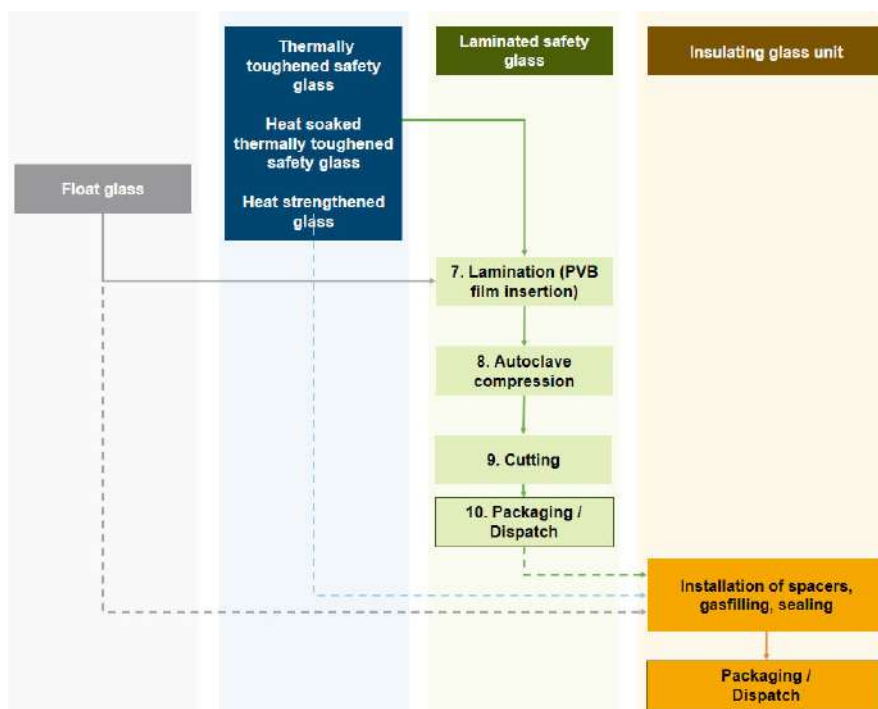 Thermally
toughened safety
glass
Heat soaked
thermally toughened
safety glass
Heat strengthened
glass
Laminated safety
glass
Insulating glass unit
Float glass
7. Lamination (PVB
film insertion)
8. Autoclave
compression
9. Cutting
10. Packaging /
Dispatch
Installation of spacers,
gasfilling, sealing
Packaging /
Dispatch